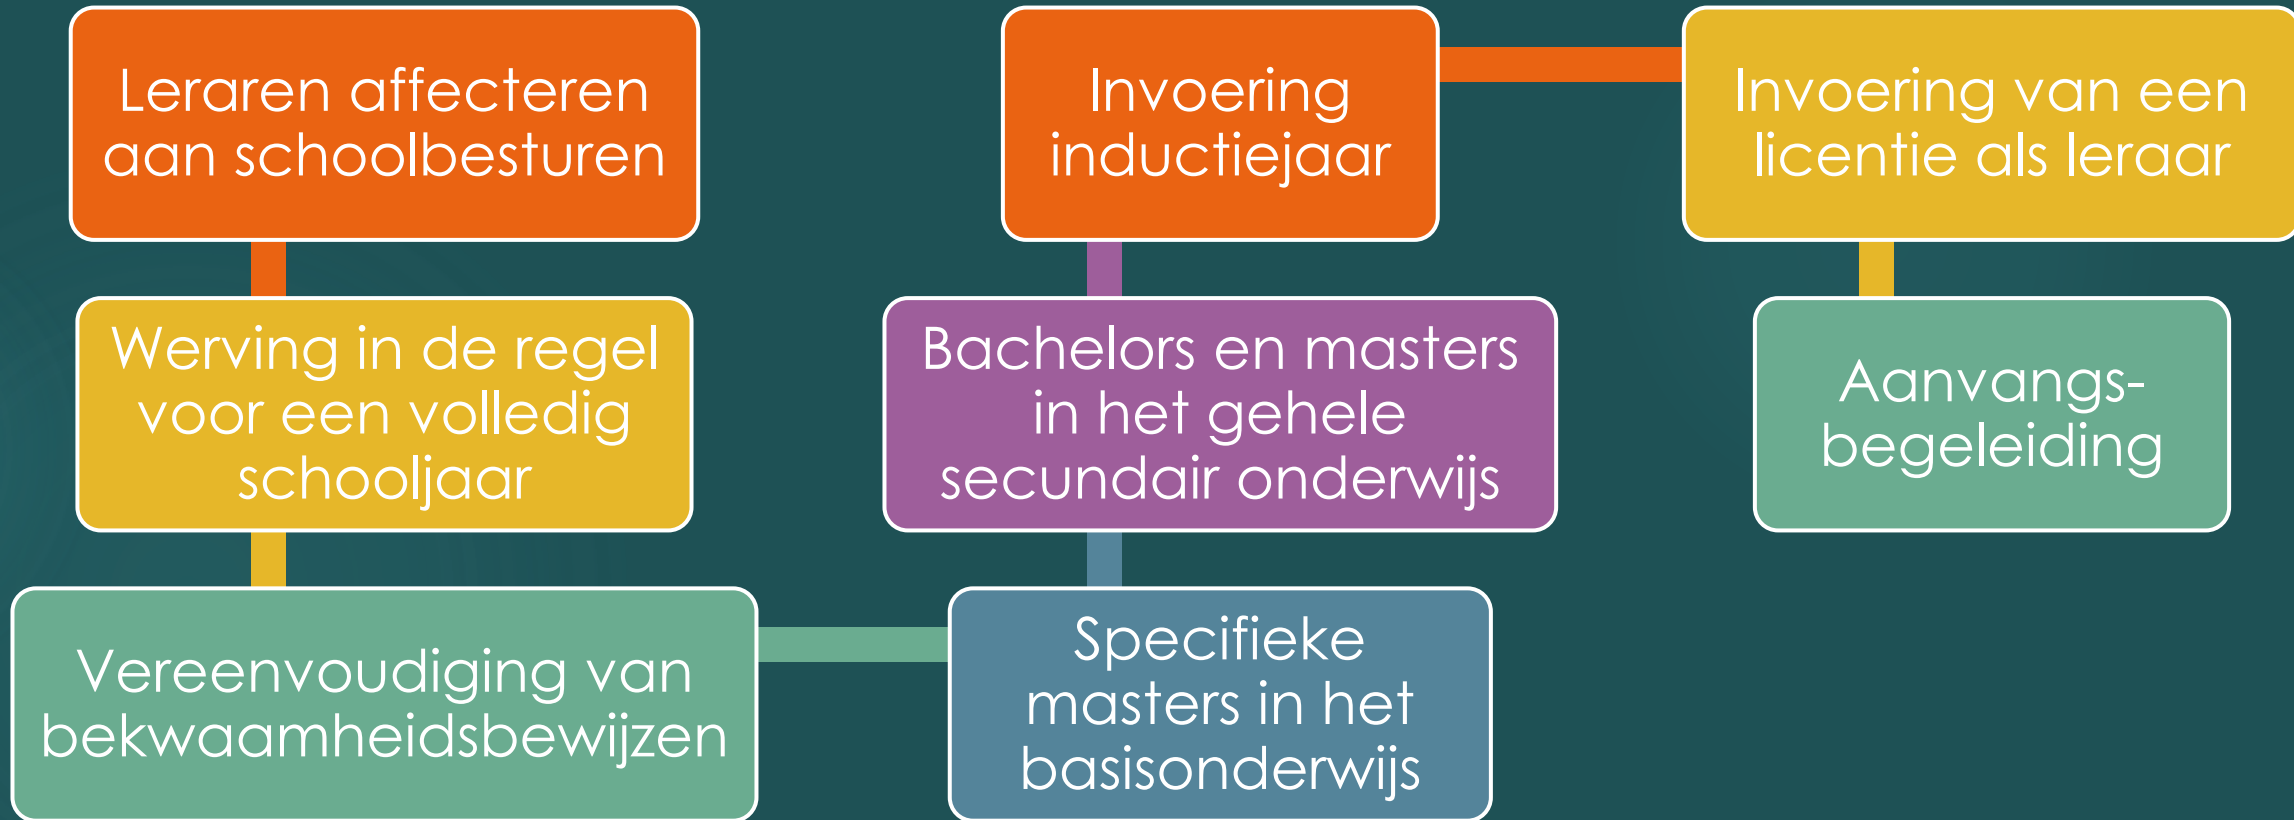 Leraren affecteren
aan schoolbesturen
Werving in de regel
voor een volledig
schooljaar
Vereenvoudiging van
bekwaamheidsbewijzen
Specifieke
masters in het
basisonderwijs
Bachelors en masters
in het gehele
secundair onderwijs
Invoering
inductiejaar
Invoering van een
licentie als leraar
Aanvangs-
begeleiding